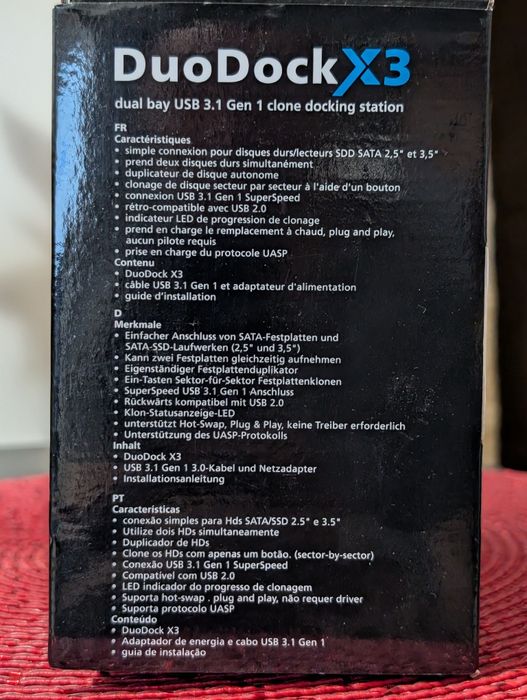 DuoDock X3
dual bay USB 3.1 Gen 1 clone docking station
FR
Caractéristiques
• simple connexion pour disques durs/lecteurs SDD SATA 2,5" et 3,5"
• prend deux disques durs simultanément
• duplicateur de disque autonome
• clonage de disque secteur par secteur à l'aide d'un bouton
• connexion USB 3.1 Gen 1 SuperSpeed
• rétro-compatible avec USB 2.0
• indicateur LED de progression de clonage
• prend en charge le remplacement à chaud, plug and play,
aucun pilote requis
• prise en charge du protocole UASP
Contenu
• DuoDock X3
• câble USB 3.1 Gen 1 et adaptateur d'alimentation
• guide d'installation
D
Merkmale
• Einfacher Anschluss von SATA-Festplatten und
SATA-SSD-Laufwerken (2,5" und 3,5")
• Kann zwei Festplatten gleichzeitig aufnehmen
• Eigenständiger Festplattenduplikator
• Ein-Tasten Sektor-für-Sektor Festplattenklonen
• SuperSpeed USB 3.1 Gen 1 Anschluss
• Rückwärts kompatibel mit USB 2.0
• Klon-Statusanzeige-LED
• unterstützt Hot-Swap, Plug & Play, keine Treiber erforderlich
• Unterstützung des UASP-Protokolls
Inhalt
• DuoDock X3
• USB 3.1 Gen 1 3.0-Kabel und Netzadapter
• Installationsanleitung
PT
Características
• conexão simples para Hds SATA/SSD 2.5" e 3.5"
• Utilize dois HDs simultaneamente
• Duplicador de HDs
• Clone os HDs com apenas um botão. (sector-by-sector)
• Conexão USB 3.1 Gen 1 SuperSpeed
• Compatível com USB 2.0
• LED indicador do progresso de clonagem
• Suporta hot-swap . plug and play, não requer driver
• Suporta protocolo UASP
Conteúdo
• DuoDock X3
• Adaptador de energia e cabo USB 3.1 Gen 1
• guia de instalação